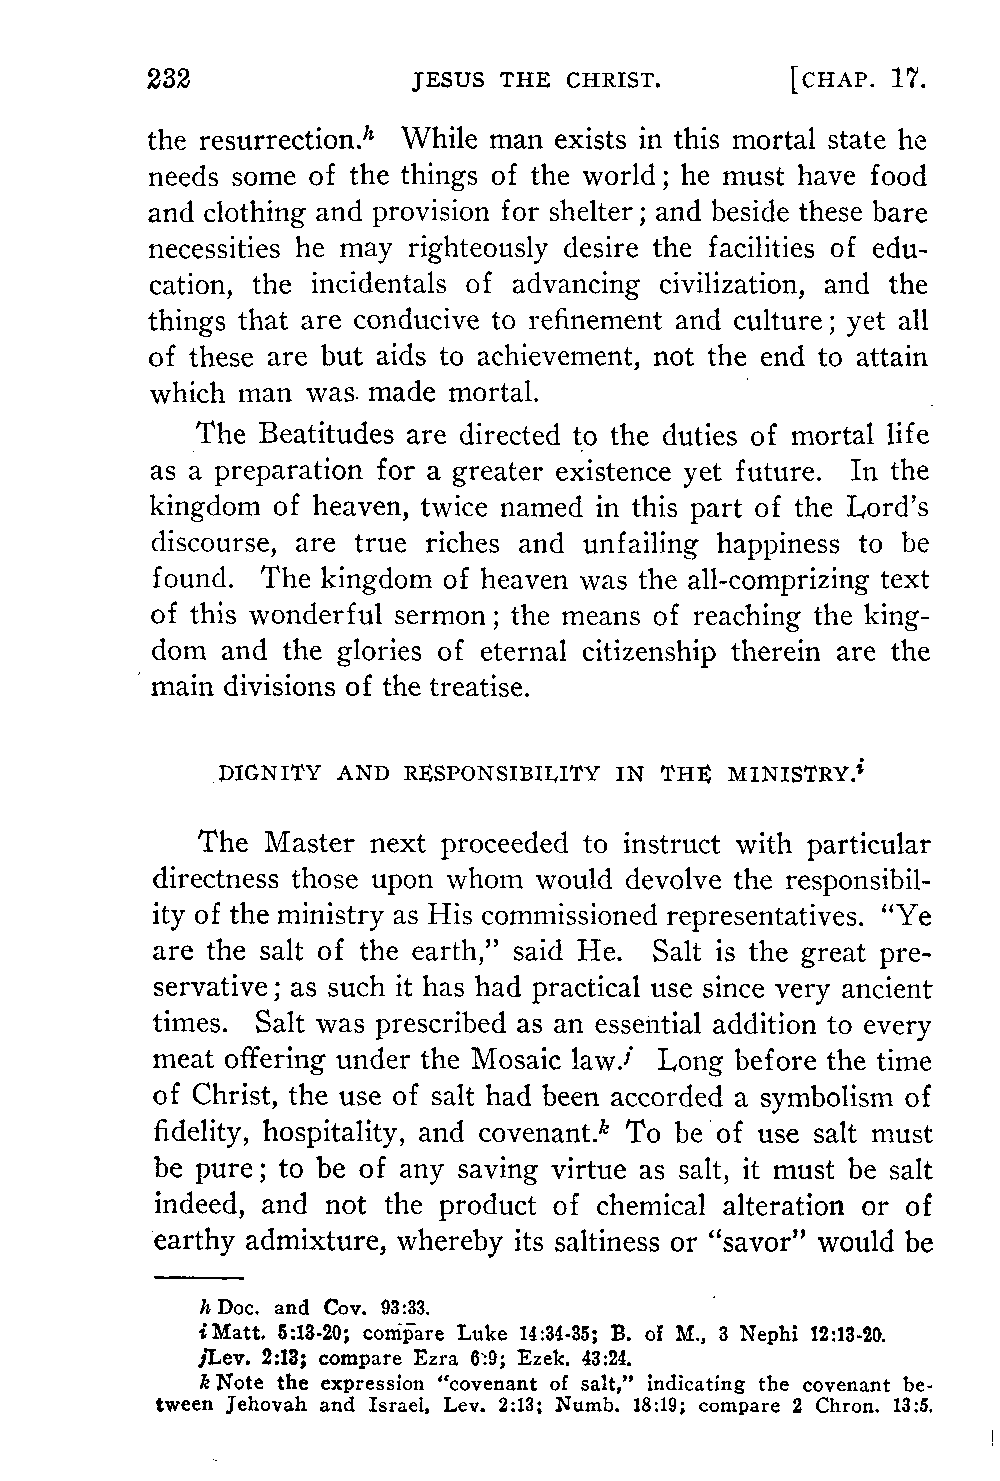 232 JESUS THE CHRIST. [CHAP. 17.
the resurrection.h While man exists in this mortal state he
needs some of the things of the world; he must have food
and clothing and provision for shelter; and beside these bare
necessities he may righteously desire the facilities of edu-
cation, the incidentals of advancing civilization, and the
things that are conducive to refinement and culture; yet all
of these are but aids to achievement, not the end to attain
which man was made mortal.
The Beatitudes are directed to the duties of mortal life
as a preparation for a greater existence yet future. In the
kingdom of heaven, twice named in this part of the Lord's
discourse, are true riches and unfailing happiness to be
found. The kingdom of heaven was the all-comprizing text
of this wonderful sermon; the means of reaching the king-
dom and the glories of eternal citizenship therein are the
main divisions of the treatise.
DIGNITY AND RESPONSIBILITY IN THE MINISTRY.i
The Master next proceeded to instruct with particular
directness those upon whom would devolve the responsibil-
ity of the ministry as His commissioned representatives. "Ye
are the salt of the earth," said He. Salt is the great pre-
servative; as such it has had practical use since very ancient
times. Salt was prescribed as an essential addition to every
meat offering under the Mosaic law.j Long before the time
of Christ, the use of salt had been accorded a symbolism of
fidelity, hospitality, and covenant.k To be of use salt must
be pure; to be of any saving virtue as salt, it must be salt
indeed, and not the product of chemical alteration or of
earthy admixture, whereby its saltiness or "savor" would be
h Doc. and Cov. 93:33.
i Matt. 5:13-20; compare Luke 14:34-35; B. of M., 3 Nephi 12:13-20.
j Lev. 2:13; compare Ezra 6:9; Ezek. 43:24.
k Note the expression "covenant of salt," indicating the covenant be-
tween Jehovah and Israel, Lev. 2:13; Numb. 18:19; compare 2 Chron. 13:5.